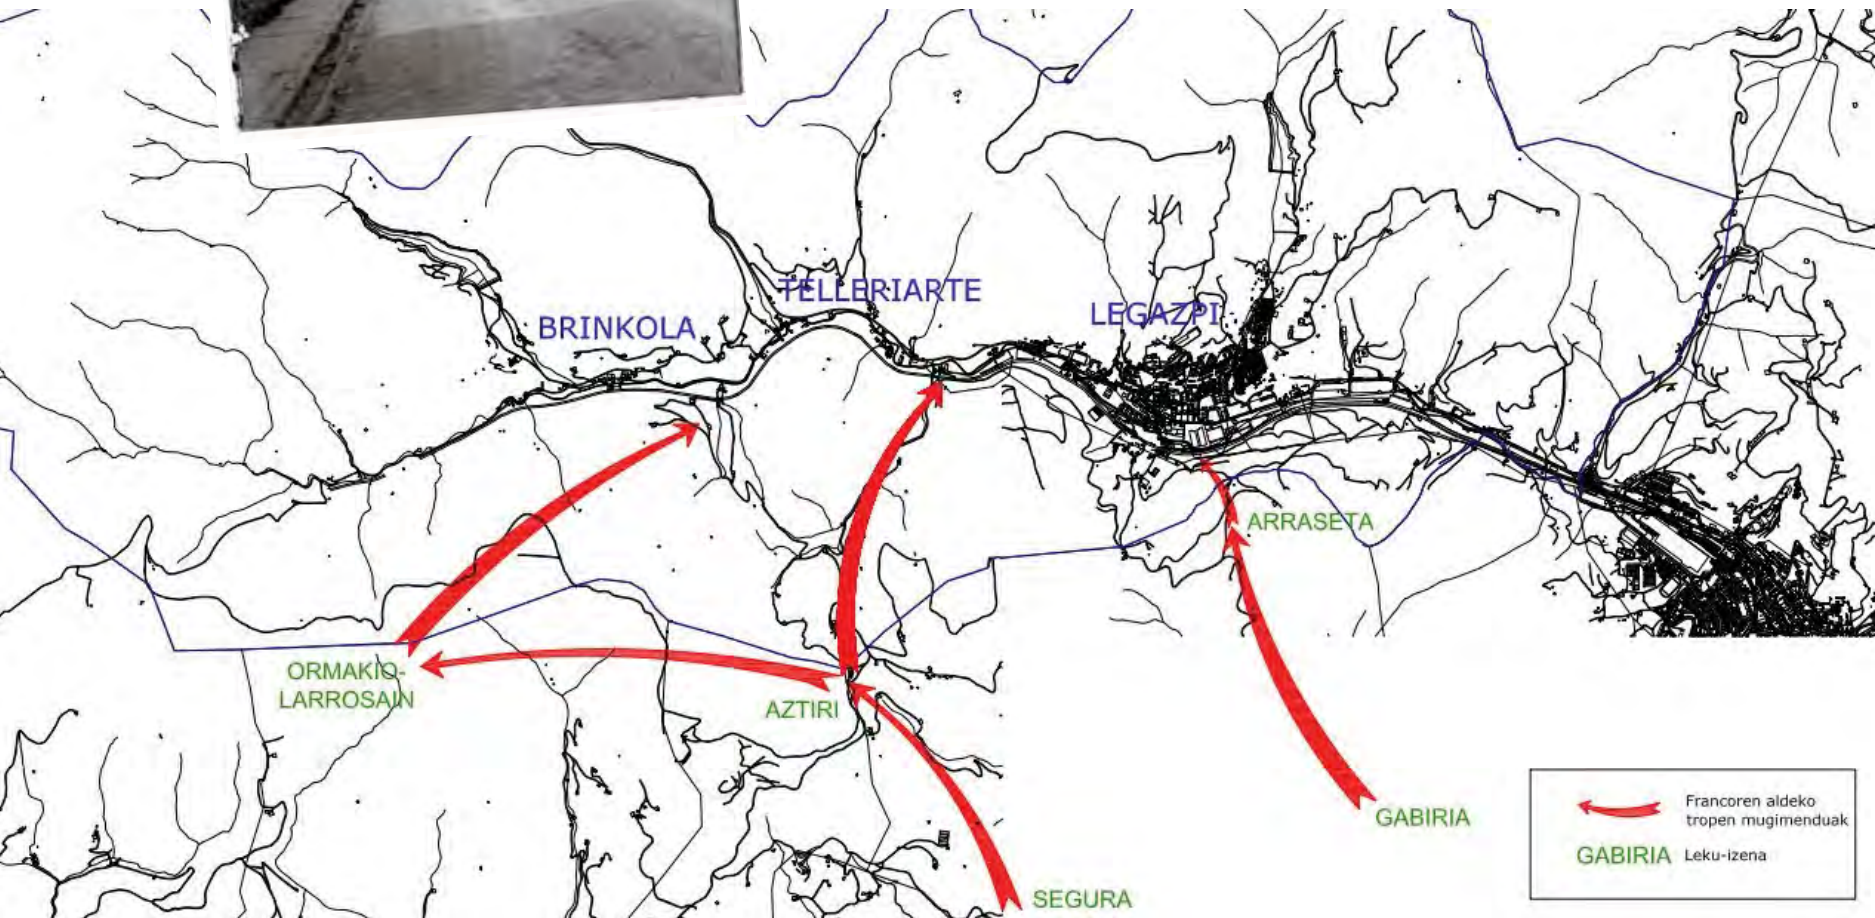 TELLERIARTE
LEGAZPI
BRINKOLA
ARRASETA
ORMAKIO-
LARROSAIN
AZTIRI
GABIRIA
SEGURA
Francoren aldeko
tropen mugimenduak
GABIRIA Leku-izena